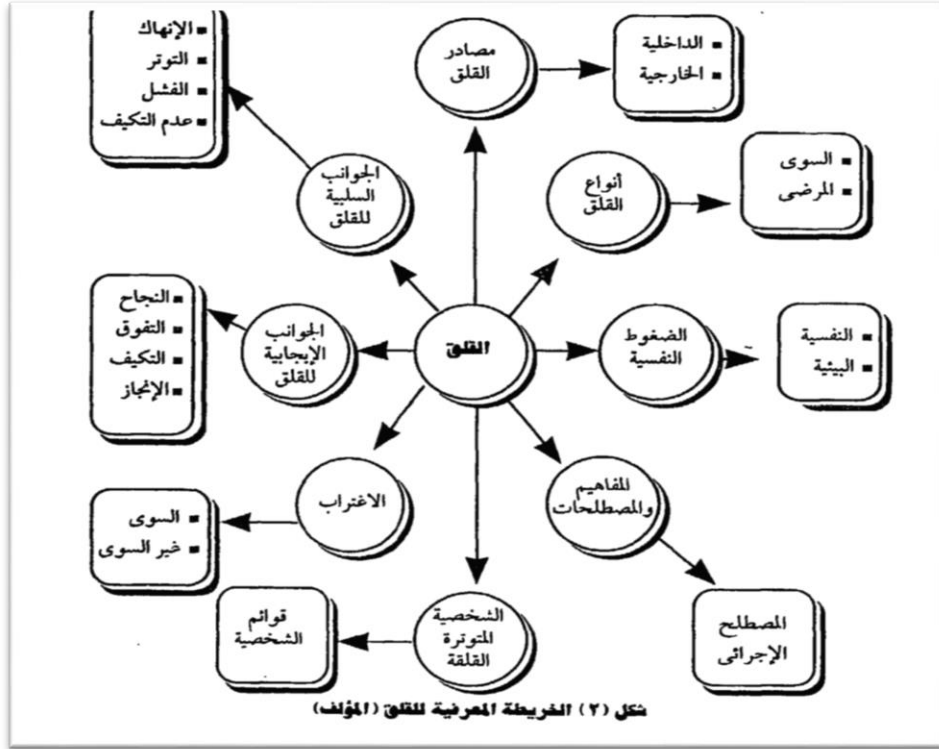 مصادر
القلق
▪ الداخلية
▪ الخارجية
أنواع
القلق
▪ السوى
▪ المرضى
الضغوط
النفسية
▪ النفسية
▪ البيئية
المفاهيم
والمصطلحات
المصطلح
الإجرائى
الشخصية
المتوترة
القلقة
قوائم
الشخصية
الاغتراب
▪ السوى
▪ غير السوى
الجوانب
الإيجابية
للقلق
▪ النجاح
▪ التفوق
▪ التكيف
▪ الإنجاز
الجوانب
السلبية
للقلق
▪ الإنهاك
▪ التوتر
▪ الفشل
▪ عدم التكيف
القلق
شكل (٢) الخريطة المعرفية للقلق (المؤلف)